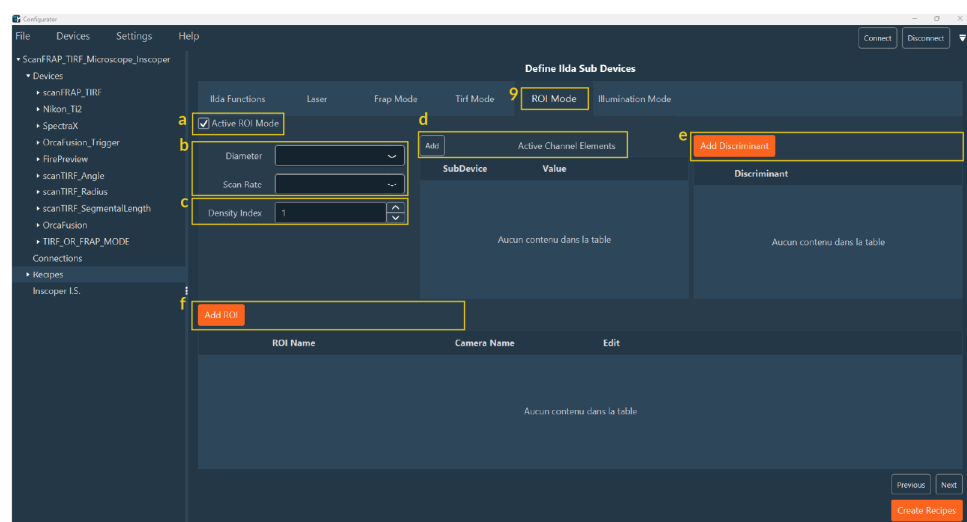 Configurator
File Devices Settings Help
Connect Disconnect
ScanFRAP_TIRF_Microscope_Inscoper
Devices
scanFRAP_TIRF
Nikon_Ti2
SpectraX
OrcaFusion_Trigger
FirePreview
scanTIRF_Angle
scanTIRF_Radius
scanTIRF_SegmentalLength
OrcaFusion
TIRF_OR_FRAP_MODE
Connections
Recipes
Inscoper I.S.
Define Ilda Sub Devices
Ilda Functions Laser Frap Mode Tirf Mode 9 ROI Mode Illumination Mode
a Active ROI Mode
b Diameter
Scan Rate
c Density Index 1
d
Add Active Channel Elements
SubDevice Value
Aucun contenu dans la table
e Add Discriminant
Discriminant
Aucun contenu dans la table
f Add ROI
ROI Name Camera Name Edit
Aucun contenu dans la table
Previous Next
Create Recipes